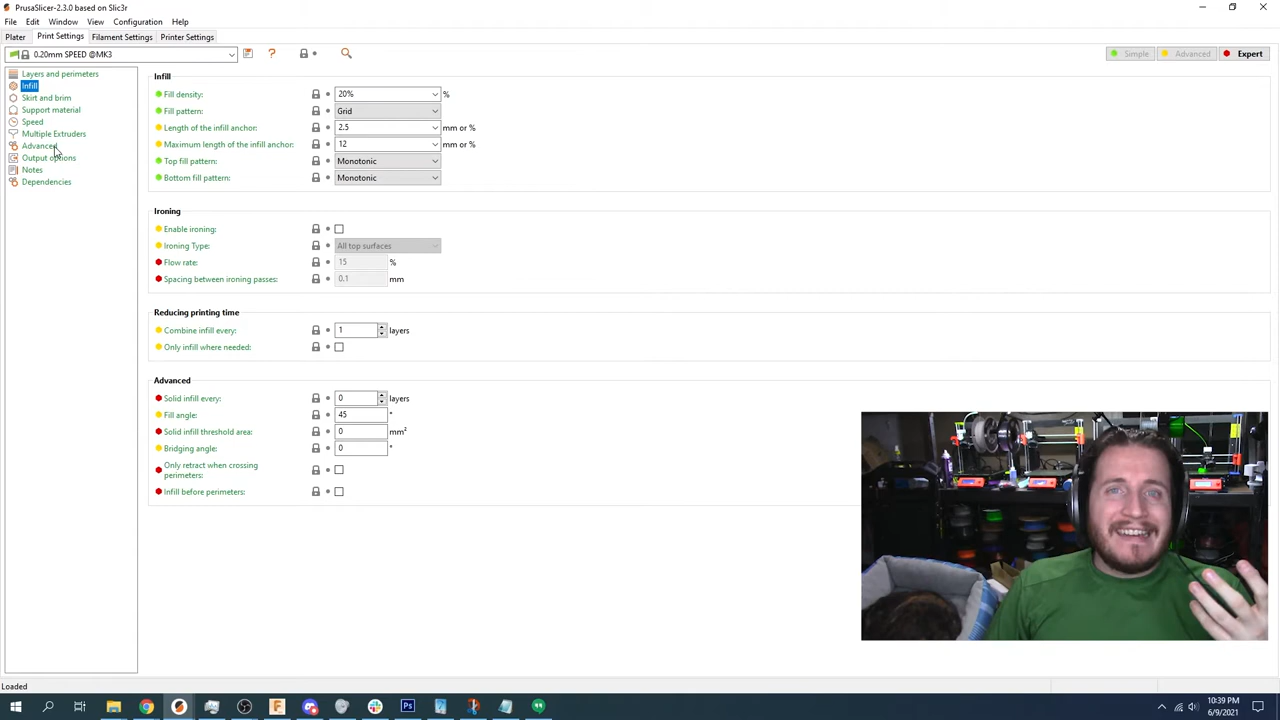 PrusaSlicer-2.3.0 based on Slic3r
File Edit Window View Configuration Help
Plater Print Settings Filament Settings Printer Settings
0.20mm SPEED @MK3
Simple Advanced Expert
Layers and perimeters
Infill
Skirt and brim
Support material
Speed
Multiple Extruders
Advanced
Output options
Notes
Dependencies
Infill
Fill density: 20% %
Fill pattern: Grid
Length of the infill anchor: 2.5 mm or %
Maximum length of the infill anchor: 12 mm or %
Top fill pattern: Monotonic
Bottom fill pattern: Monotonic
Ironing
Enable ironing:
Ironing Type: All top surfaces
Flow rate: 15 %
Spacing between ironing passes: 0.1 mm
Reducing printing time
Combine infill every: 1 layers
Only infill where needed:
Advanced
Solid infill every: 0 layers
Fill angle: 45 °
Solid infill threshold area: 0 mm²
Bridging angle: 0 °
Only retract when crossing
perimeters:
Infill before perimeters:
Loaded
10:39 PM
6/9/2021